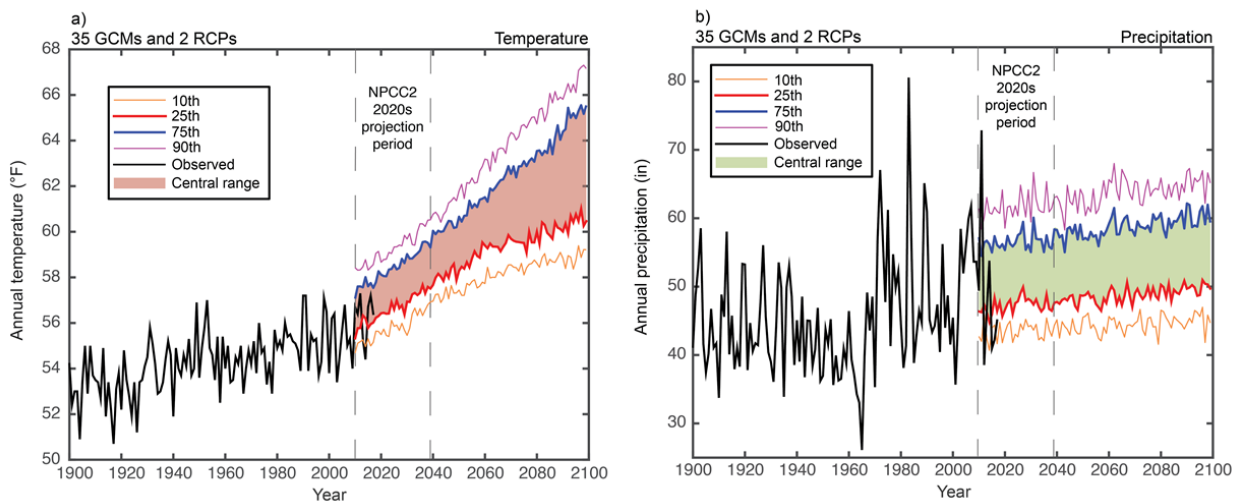 a)
35 GCMs and 2 RCPs
Temperature
68
66
64
62
60
58
56
54
52
50
Annual temperature (°F)
10th
25th
75th
90th
Observed
Central range
NPCC2
2020s
projection
period
1900 1920 1940 1960 1980 2000 2020 2040 2060 2080 2100
Year
b)
35 GCMs and 2 RCPs
Precipitation
80
70
60
50
40
30
Annual precipitation (in)
10th
25th
75th
90th
Observed
Central range
NPCC2
2020s
projection
period
1900 1920 1940 1960 1980 2000 2020 2040 2060 2080 2100
Year